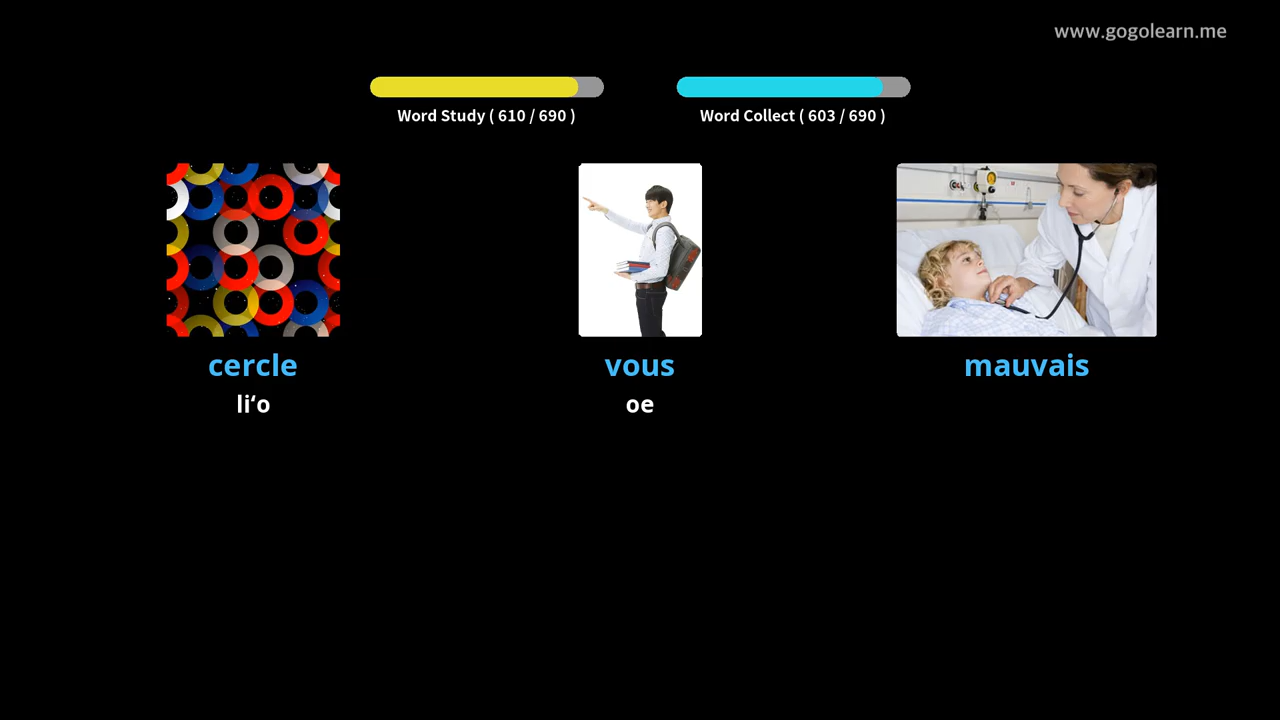 www.gogolearn.me
Word Study ( 610 / 690 )
Word Collect ( 603 / 690 )
cercle
vous
mauvais
li‘o
oe